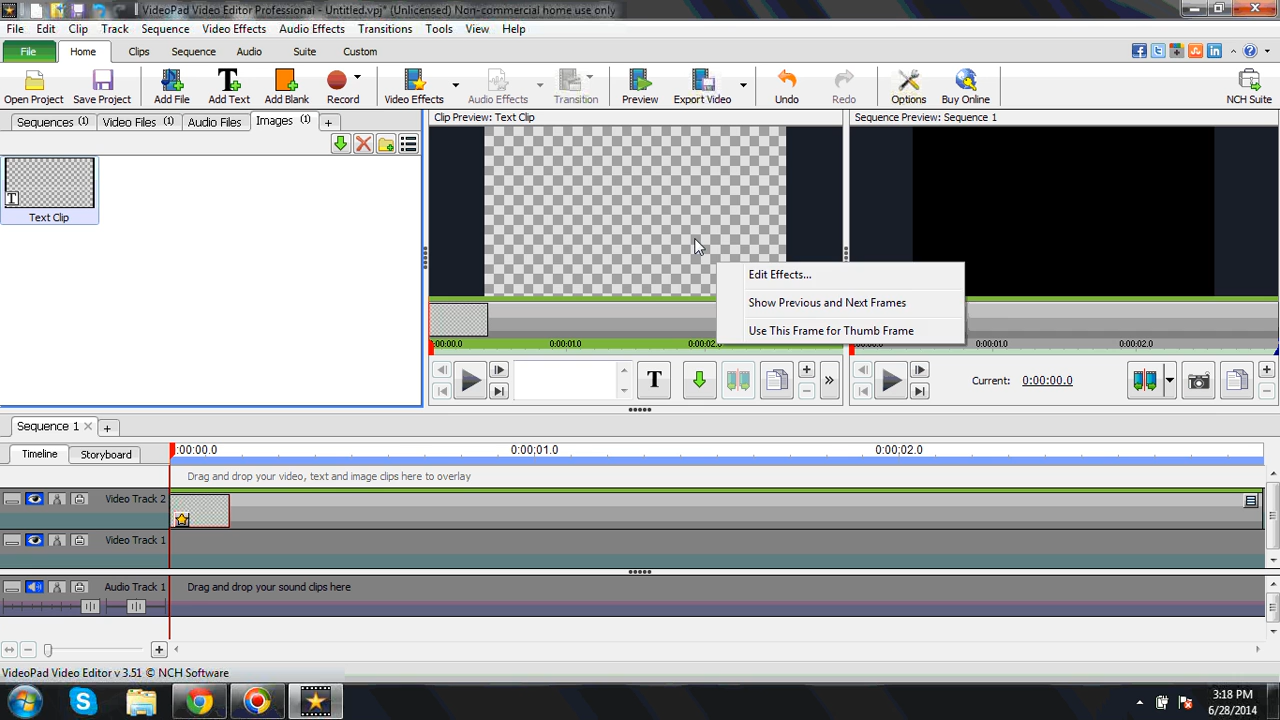 VideoPad Video Editor Professional - Untitled.vpj* (Unlicensed) Non-commercial home use only
File Edit Clip Track Sequence Video Effects Audio Effects Transitions Tools View Help
File Home Clips Sequence Audio Suite Custom
Open Project Save Project Add File Add Text Add Blank Record Video Effects Audio Effects Transition Preview Export Video Undo Redo Options Buy Online NCH Suite
Sequences (1) Video Files (1) Audio Files Images (1) +
Clip Preview: Text Clip
Sequence Preview: Sequence 1
T
Text Clip
Edit Effects...
Show Previous and Next Frames
Use This Frame for Thumb Frame
0:00:01.0 0:00:02.0
0:00:01.0 0:00:02.0
T
Current: 0:00:00.0
Sequence 1
Timeline Storyboard
:00:00.0 0:00:01.0 0:00:02.0
Drag and drop your video, text and image clips here to overlay
Video Track 2
Video Track 1
Audio Track 1 Drag and drop your sound clips here
VideoPad Video Editor v 3.51 © NCH Software
3:18 PM
6/28/2014